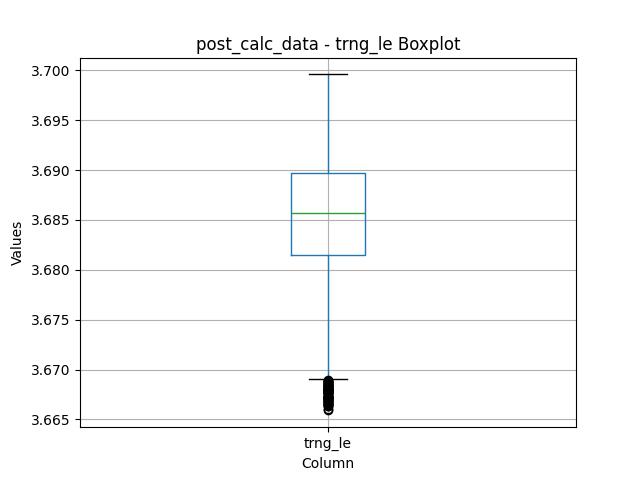 post_calc_data - trng_le Boxplot
3.700
3.695
3.690
3.685
3.680
3.675
3.670
3.665
Values
trng_le
Column